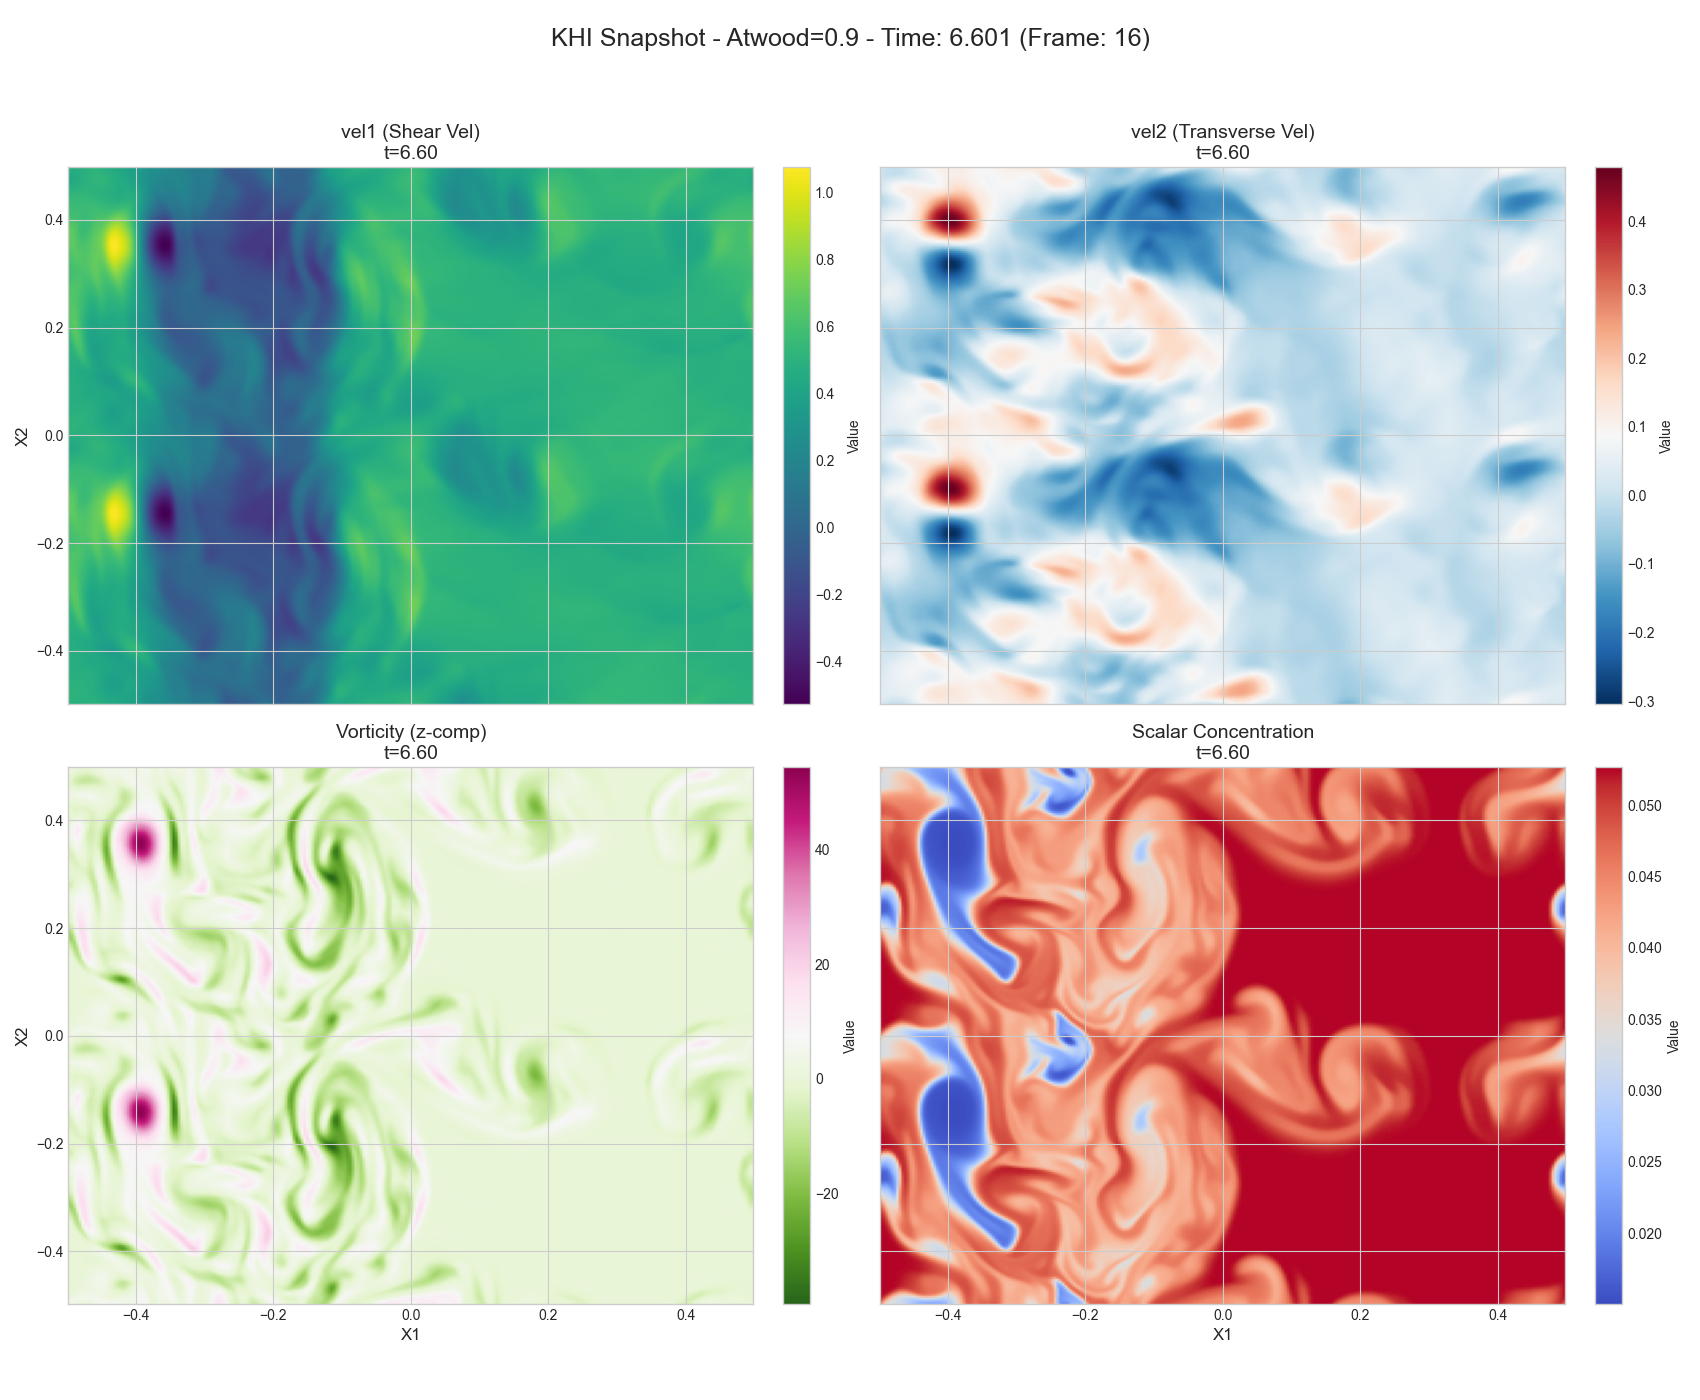 KHI Snapshot - Atwood=0.9 - Time: 6.601 (Frame: 16)
vel1 (Shear Vel)
t=6.60
X2
0.4
0.2
0.0
−0.2
−0.4
1.0
0.8
0.6
0.4
0.2
0.0
−0.2
−0.4
Value
vel2 (Transverse Vel)
t=6.60
0.4
0.3
0.2
0.1
0.0
−0.1
−0.2
−0.3
Value
Vorticity (z-comp)
t=6.60
X2
0.4
0.2
0.0
−0.2
−0.4
−0.4
−0.2
0.0
0.2
0.4
X1
40
20
0
−20
Value
Scalar Concentration
t=6.60
−0.4
−0.2
0.0
0.2
0.4
X1
0.050
0.045
0.040
0.035
0.030
0.025
0.020
Value